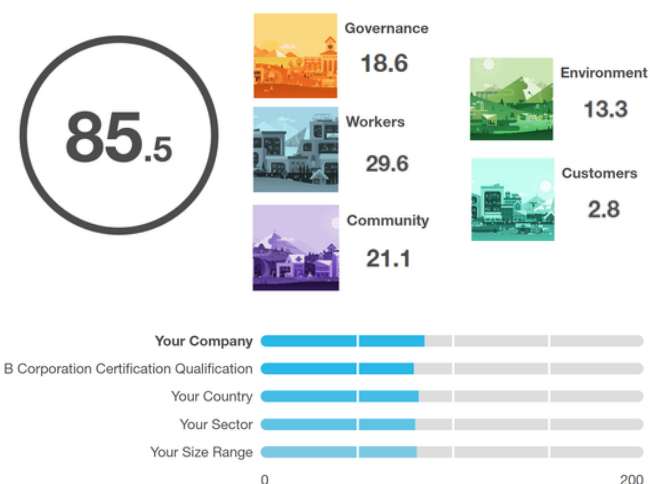 85.5
Governance
18.6
Workers
29.6
Community
21.1
Environment
13.3
Customers
2.8
Your Company
B Corporation Certification Qualification
Your Country
Your Sector
Your Size Range
0
200